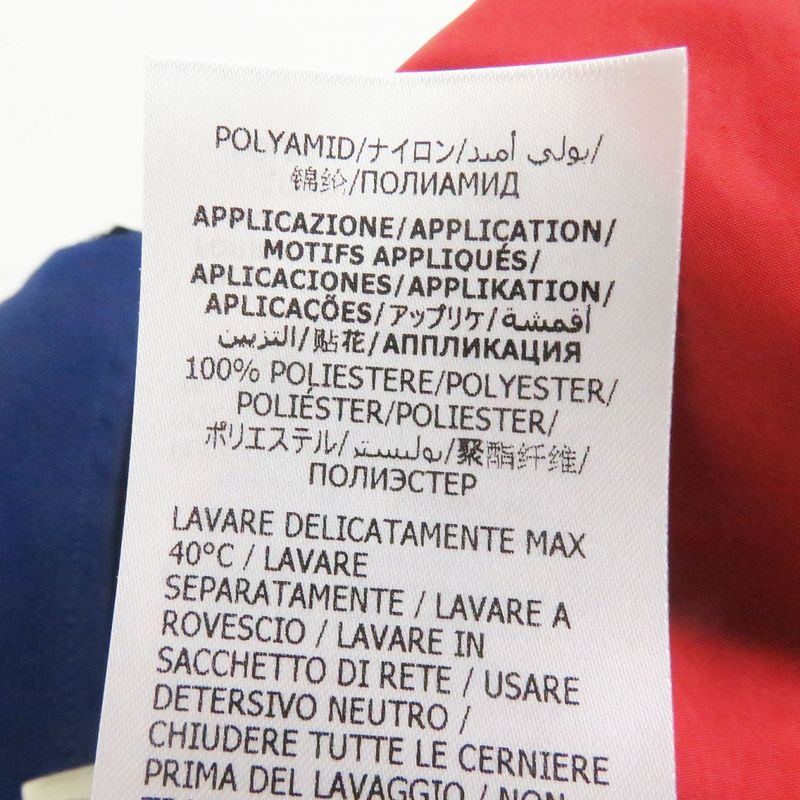 POLYAMID/ナイロン/بولي أميد/
锦纶/ПОЛИАМИД
APPLICAZIONE/APPLICATION/
MOTIFS APPLIQUÉS/
APLICACIONES/APPLIKATION/
APLICAÇÕES/アップリケ/أقمشة
التزيين/贴花/АППЛИКАЦИЯ
100% POLIESTERE/POLYESTER/
POLIÉSTER/POLIESTER/
ポリエステル/بوليستر/聚酯纤维/
ПОЛИЭСТЕР
LAVARE DELICATAMENTE MAX
40°C / LAVARE
SEPARATAMENTE / LAVARE A
ROVESCIO / LAVARE IN
SACCHETTO DI RETE / USARE
DETERSIVO NEUTRO /
CHIUDERE TUTTE LE CERNIERE
PRIMA DEL LAVAGGIO / NON